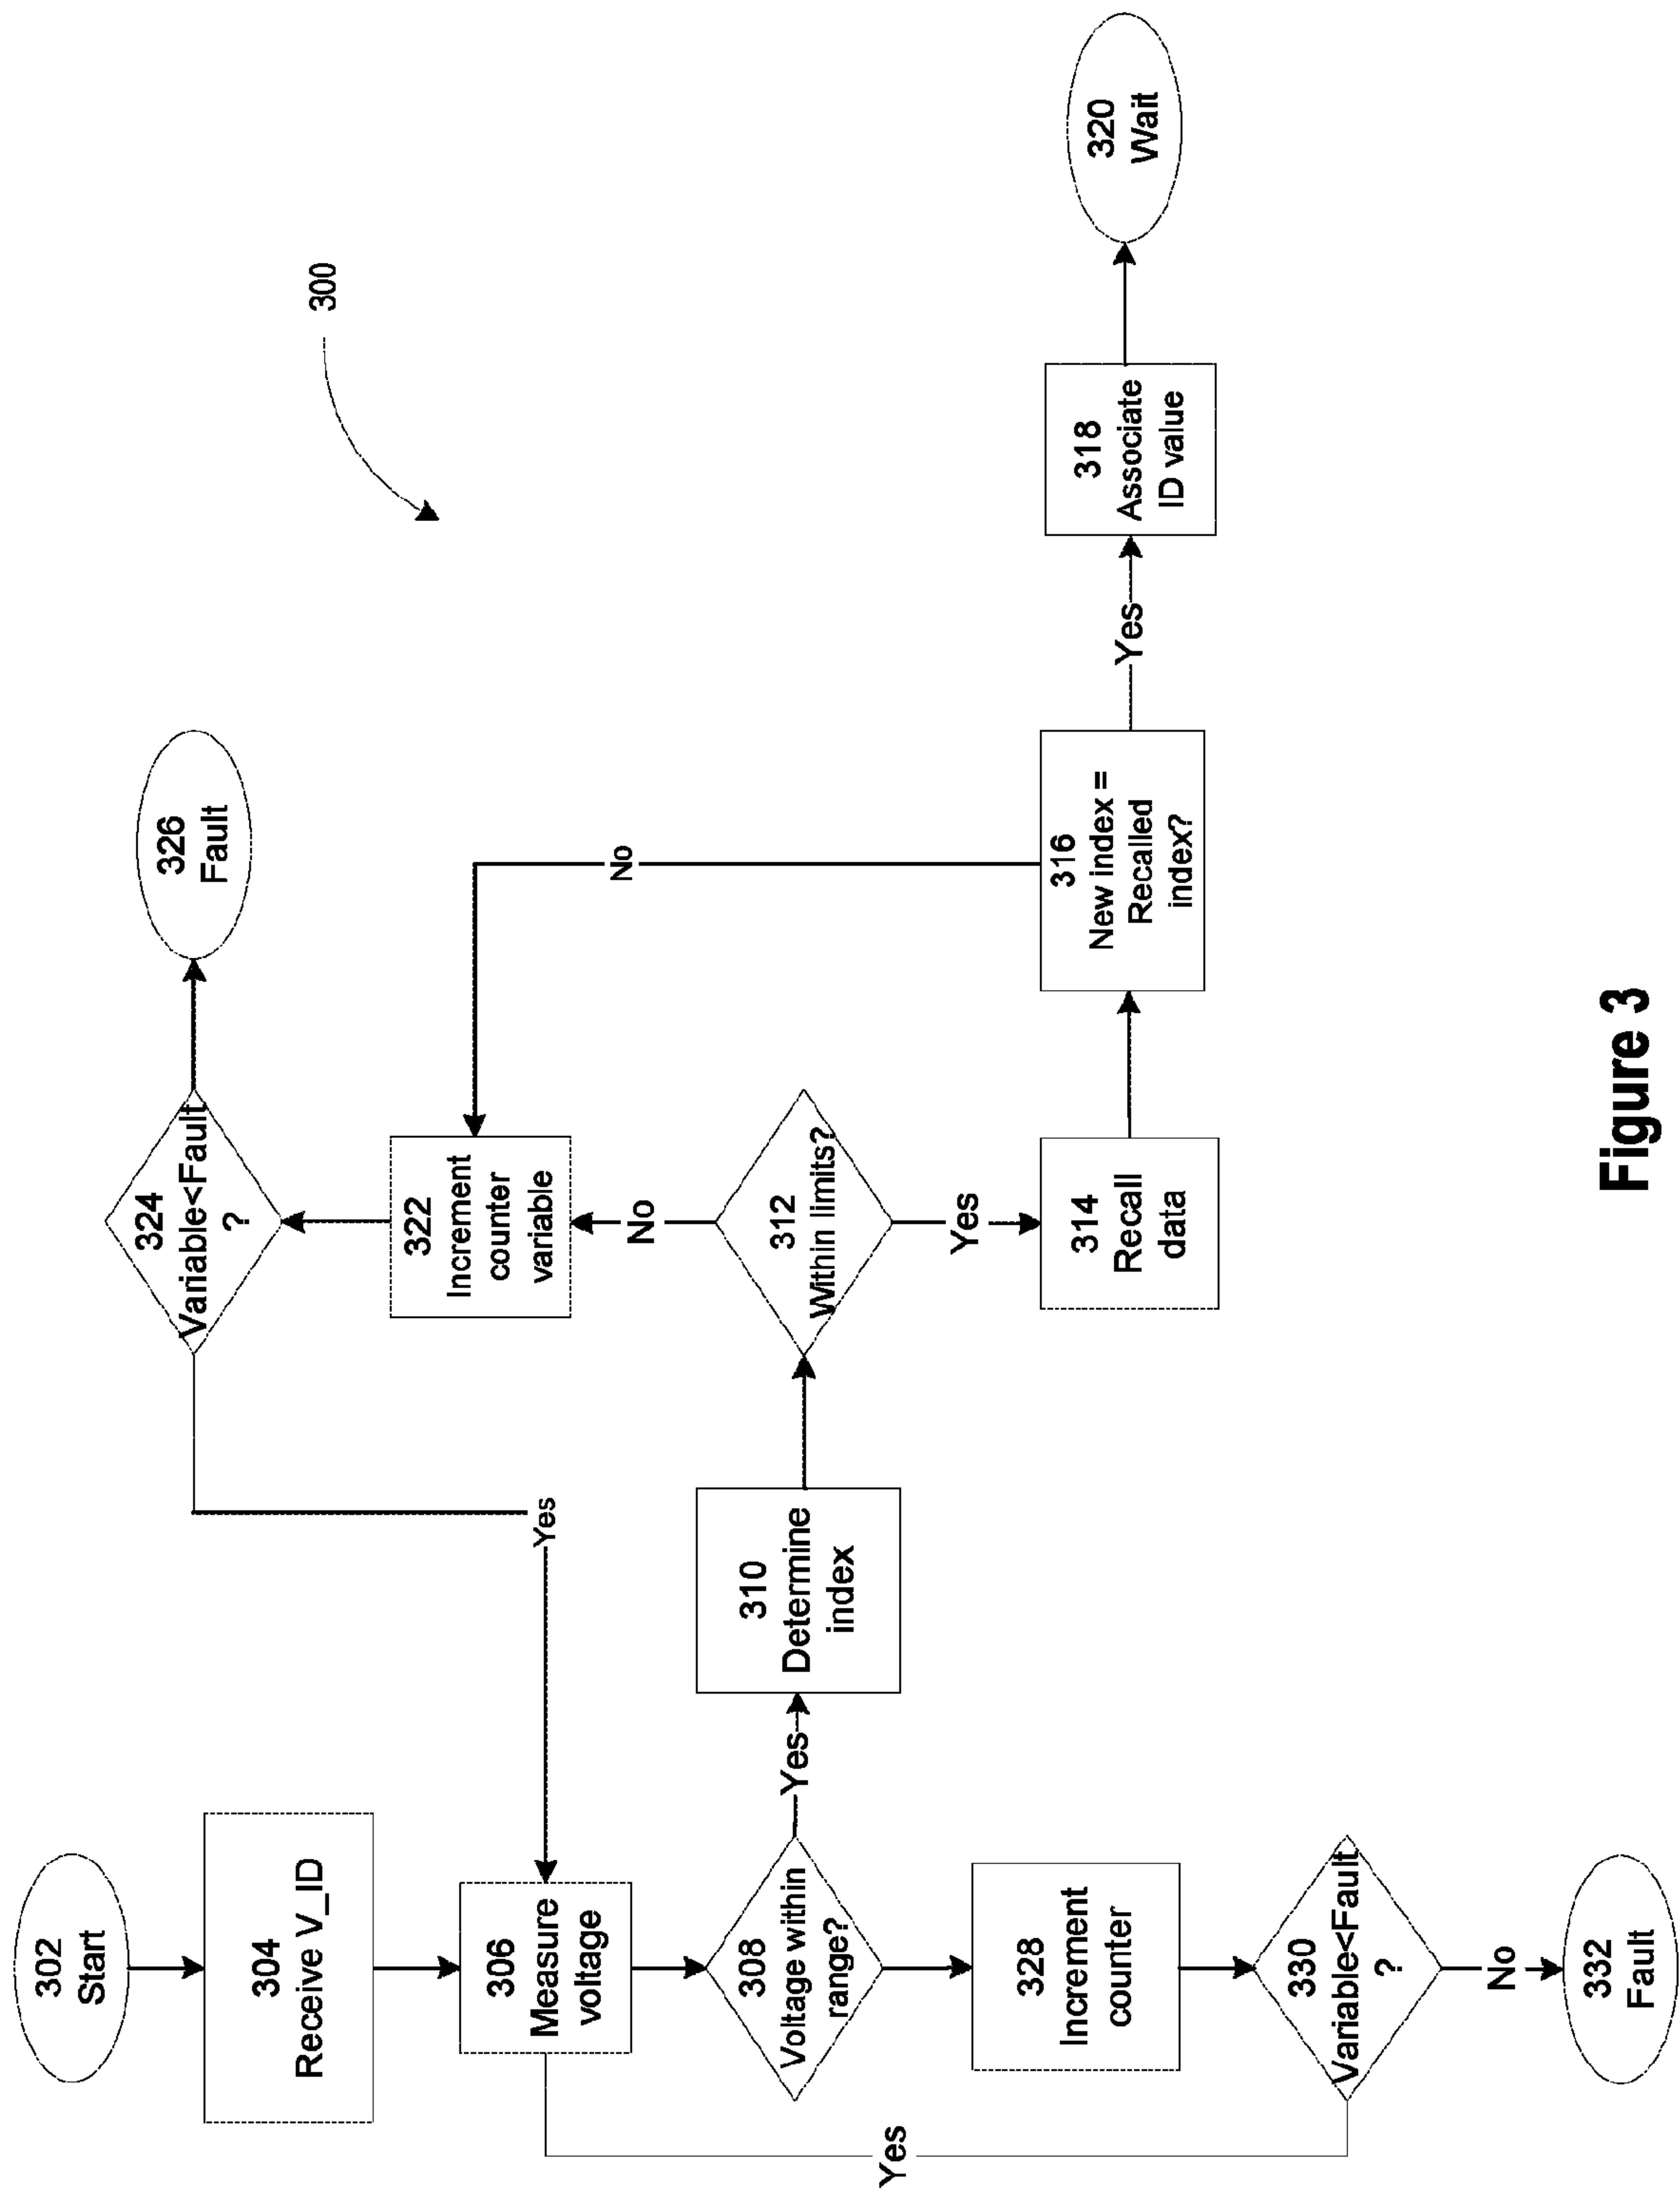 300
302
Start
304
Receive V_ID
306
Measure
voltage
308
Voltage within
range?
Yes
310
Determine
index
312
Within limits?
No
Yes
314
Recall
data
316
New index =
Recalled
index?
No
Yes
318
Associate
ID value
320
Wait
322
Increment
counter
variable
324
Variable<Fault
?
Yes
326
Fault
328
Increment
counter
330
Variable<Fault
?
Yes
No
332
Fault
Figure 3